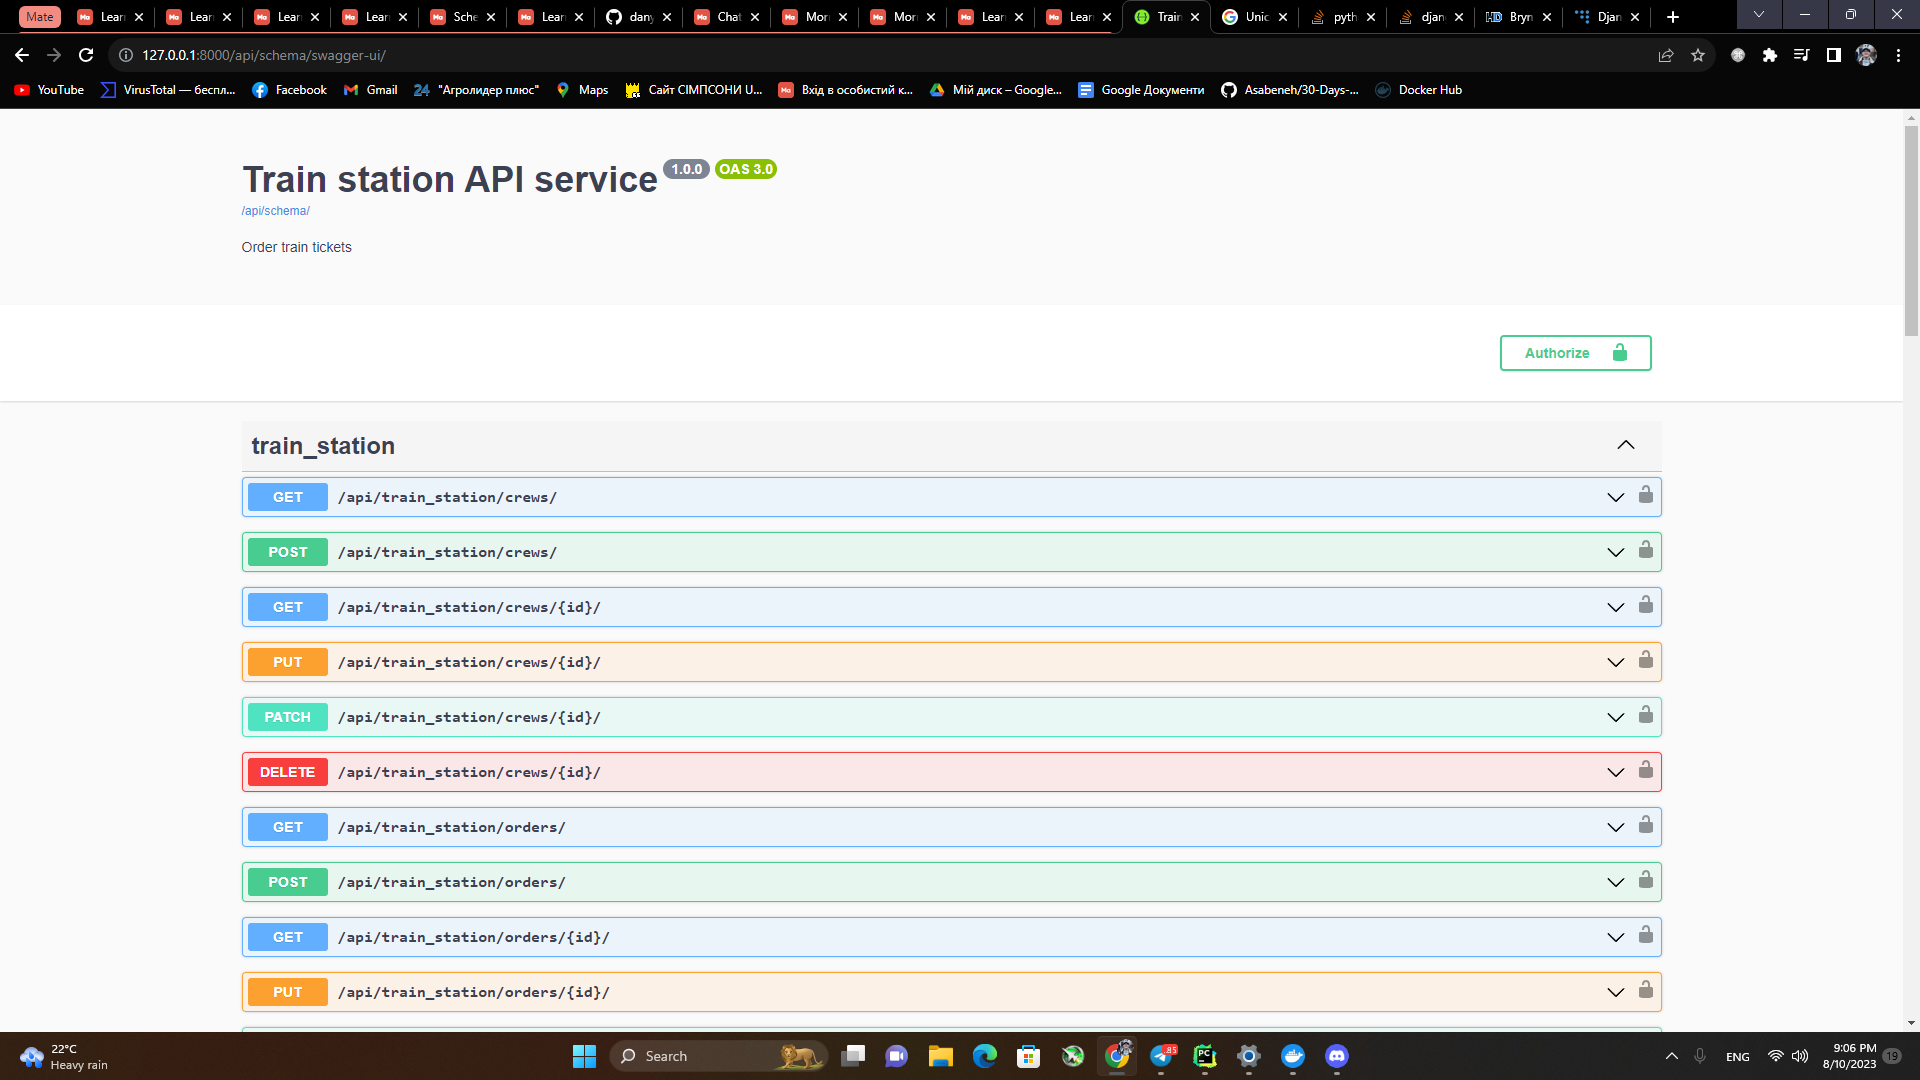 Mate Lear Lear Lear Lear Sche Lear dany Chat Mor Mor Lear Lear Train Unic pyth djan Bryn Djan
127.0.0.1:8000/api/schema/swagger-ui/
YouTube VirusTotal — беспл... Facebook Gmail 24 "Агролидер плюс" Maps Сайт СІМПСОНИ U... Вхід в особистий к... Мій диск – Google... Google Документи Asabeneh/30-Days-... Docker Hub
Train station API service 1.0.0 OAS 3.0
/api/schema/
Order train tickets
Authorize
train_station
GET /api/train_station/crews/
POST /api/train_station/crews/
GET /api/train_station/crews/{id}/
PUT /api/train_station/crews/{id}/
PATCH /api/train_station/crews/{id}/
DELETE /api/train_station/crews/{id}/
GET /api/train_station/orders/
POST /api/train_station/orders/
GET /api/train_station/orders/{id}/
PUT /api/train_station/orders/{id}/
22°C
Heavy rain
Search
85
PC
ENG
9:06 PM
8/10/2023
19